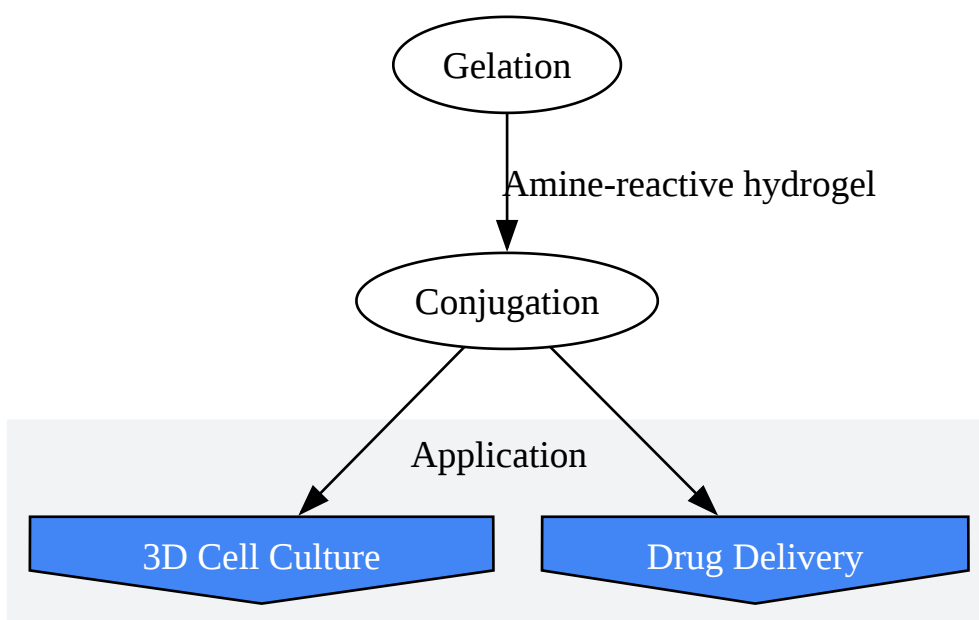 Gelation
Amine-reactive hydrogel
Conjugation
Application
3D Cell Culture
Drug Delivery